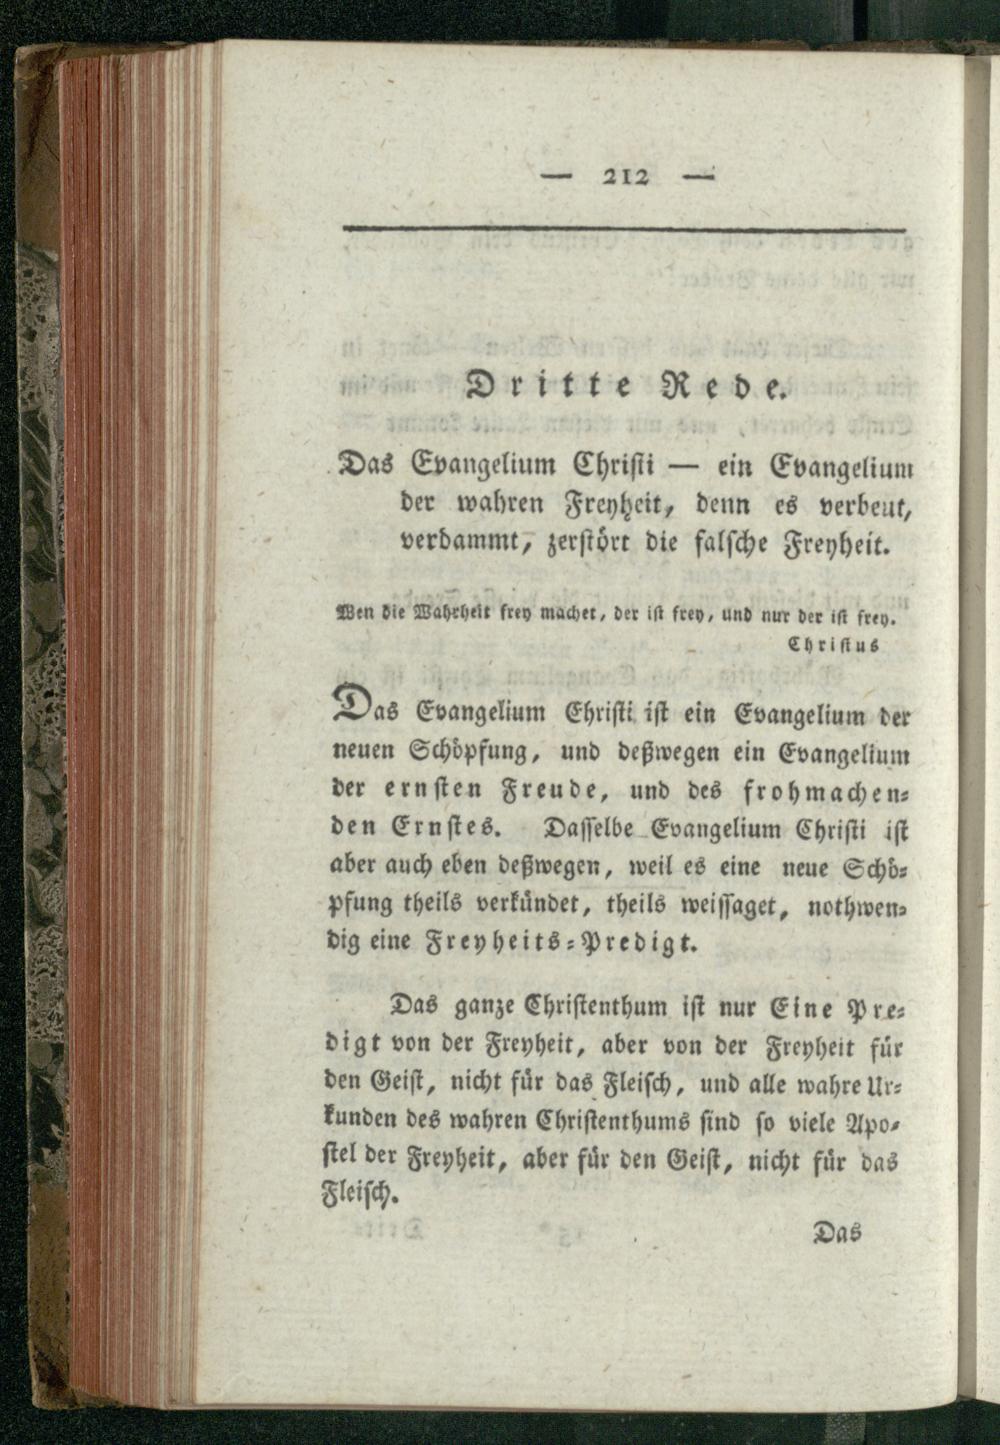 — 212 —
Dritte Rede.
Das Evangelium Christi — ein Evangelium
der wahren Freyheit, denn es verbeut,
verdammt, zerstört die falsche Freyheit.
Wen die Wahrheit frey machet, der ist frey, und nur der ist frey.
Christus
Das Evangelium Christi ist ein Evangelium der
neuen Schöpfung, und deßwegen ein Evangelium
der ernsten Freude, und des frohmachen-
den Ernstes. Dasselbe Evangelium Christi ist
aber auch eben deßwegen, weil es eine neue Schö-
pfung theils verkündet, theils weissaget, nothwen-
dig eine Freyheits-Predigt.
Das ganze Christenthum ist nur Eine Pre-
digt von der Freyheit, aber von der Freyheit für
den Geist, nicht für das Fleisch, und alle wahre Ur-
kunden des wahren Christenthums sind so viele Apo-
stel der Freyheit, aber für den Geist, nicht für das
Fleisch.
Das